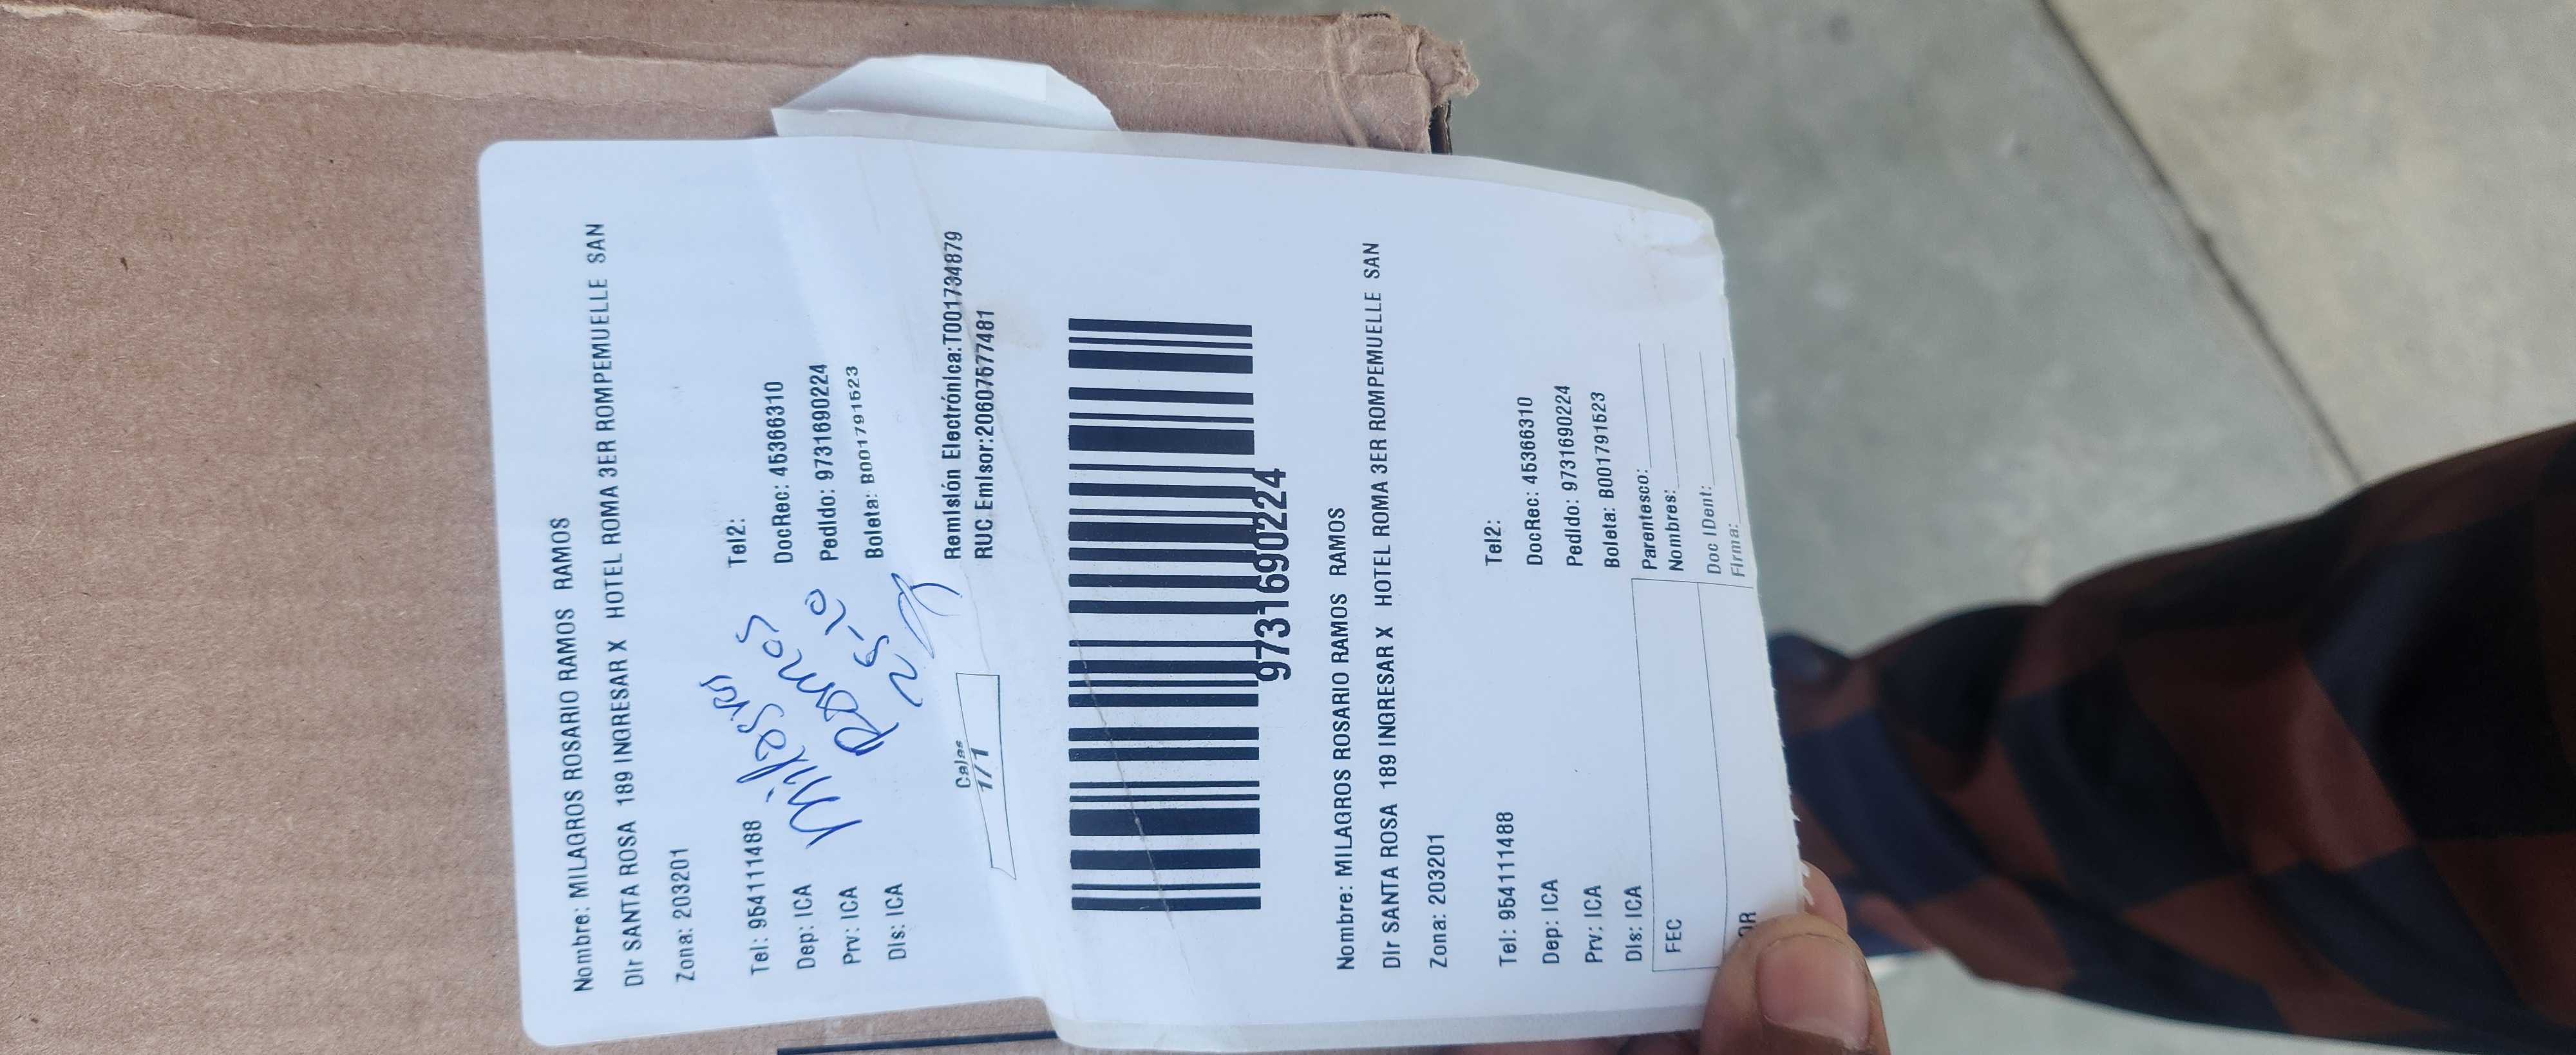 Nombre: MILAGROS ROSARIO RAMOS RAMOS
Dir SANTA ROSA 189 INGRESAR X HOTEL ROMA 3ER ROMPEMUELLE SAN
Zona: 203201
Tel: 954111488 Tel2:
Dep: ICA DocRec: 45366310
Prv: ICA Pedido: 9731690224
Dis: ICA Boleta: B001791523
Milagros
Ramos
25-20
Cajas
1/1
Remisión Electrónica:T001734879
RUC Emisor:20607577481
9731690224
Nombre: MILAGROS ROSARIO RAMOS RAMOS
Dir SANTA ROSA 189 INGRESAR X HOTEL ROMA 3ER ROMPEMUELLE SAN
Zona: 203201
Tel: 954111488 Tel2:
Dep: ICA DocRec: 45366310
Prv: ICA Pedido: 9731690224
Dis: ICA Boleta: B001791523
FEC
Parentesco:
Nombres:
Doc IDent:
Firma: